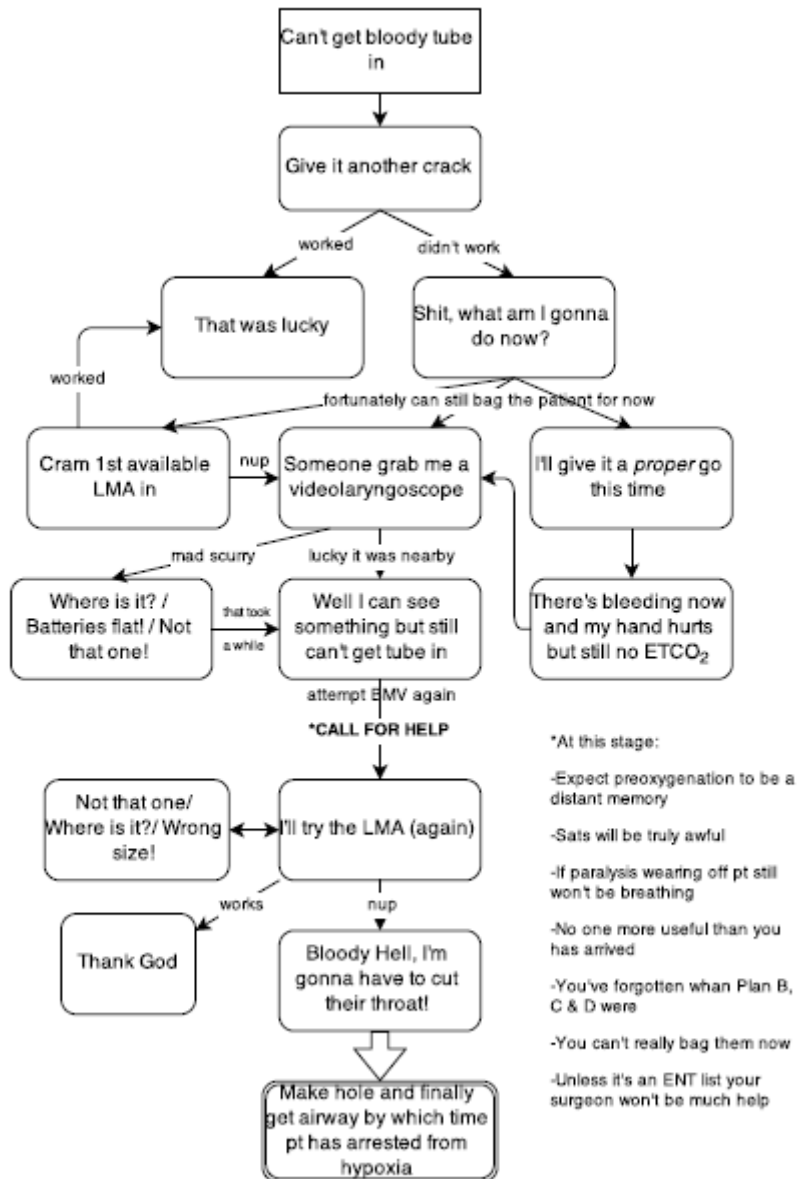 Can't get bloody tube
in
Give it another crack
worked
didn't work
That was lucky
Shit, what am I gonna
do now?
worked
fortunately can still bag the patient for now
Cram 1st available
LMA in
nup
Someone grab me a
videolaryngoscope
I'll give it a proper go
this time
mad scurry
lucky it was nearby
Where is it? /
Batteries flat! / Not
that one!
that took
a while
Well I can see
something but still
can't get tube in
There's bleeding now
and my hand hurts
but still no ETCO₂
attempt BMV again
*CALL FOR HELP
Not that one/
Where is it?/ Wrong
size!
I'll try the LMA (again)
works
nup
Thank God
Bloody Hell, I'm
gonna have to cut
their throat!
Make hole and finally
get airway by which time
pt has arrested from
hypoxia
*At this stage:
-Expect preoxygenation to be a
distant memory
-Sats will be truly awful
-If paralysis wearing off pt still
won't be breathing
-No one more useful than you
has arrived
-You've forgotten whan Plan B,
C & D were
-You can't really bag them now
-Unless it's an ENT list your
surgeon won't be much help